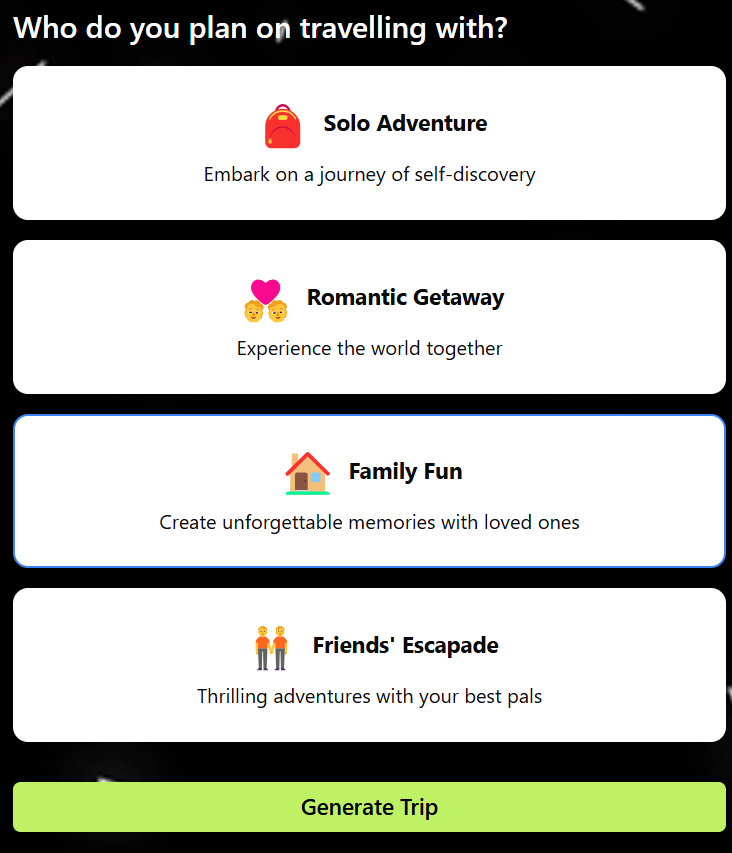 Who do you plan on travelling with?
Solo Adventure
Embark on a journey of self-discovery
Romantic Getaway
Experience the world together
Family Fun
Create unforgettable memories with loved ones
Friends' Escapade
Thrilling adventures with your best pals
Generate Trip